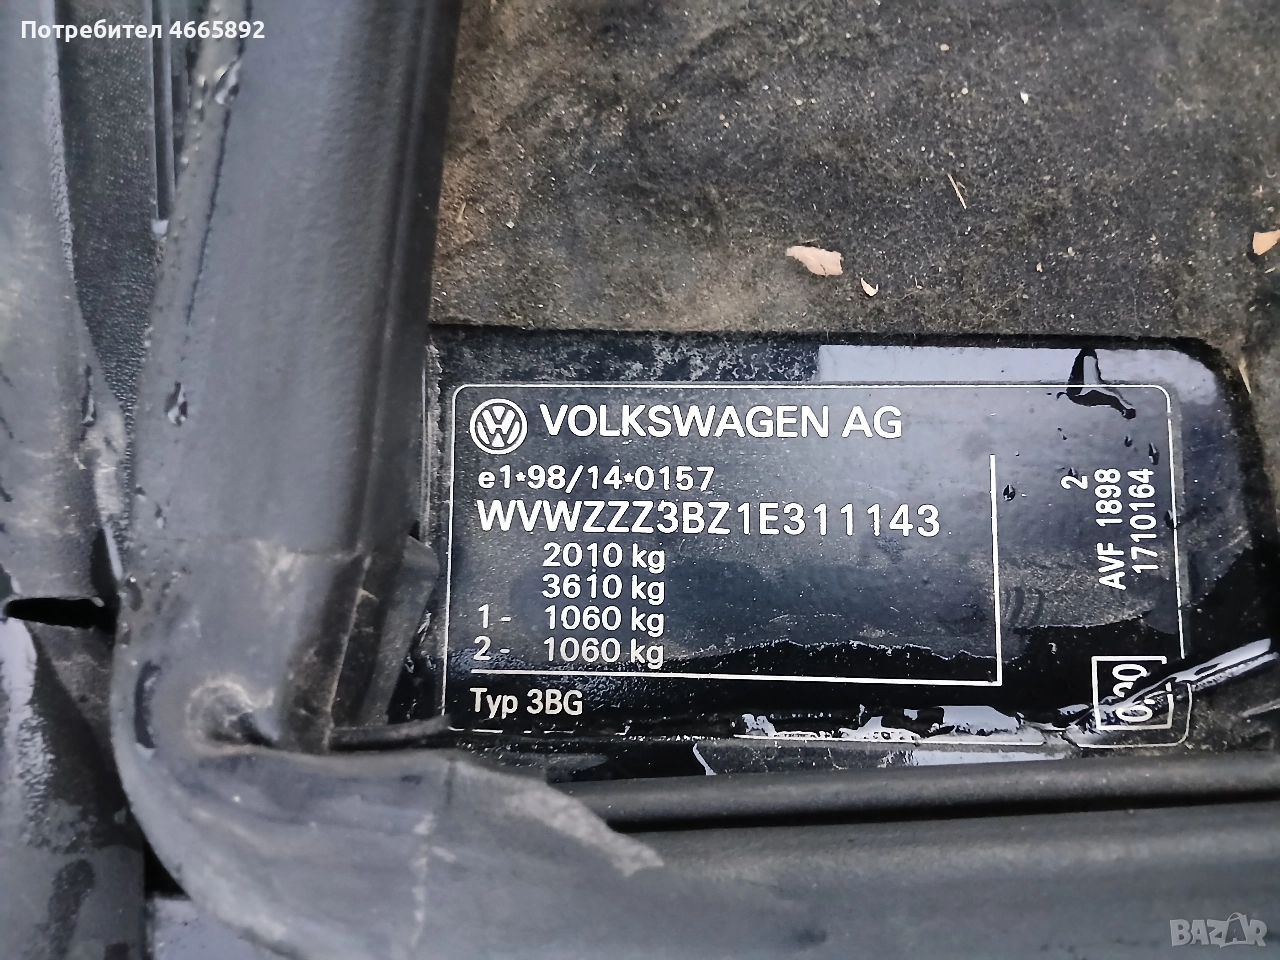 Потребител 4665892
VOLKSWAGEN AG
e1*98/14*0157
WVWZZZ3BZ1E311143
2010 kg
3610 kg
1- 1060 kg
2- 1060 kg
Typ 3BG
2
AVF 1898
1710164
BAZAR